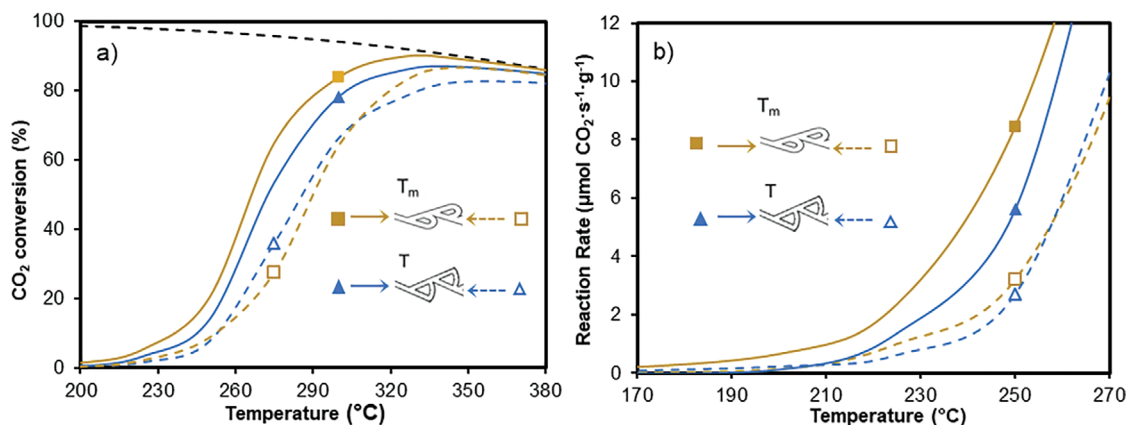 a)
CO₂ conversion (%)
100
80
60
40
20
0
200 230 260 290 320 350 380
Temperature (°C)
Tₘ
T
b)
Reaction Rate (µmol CO₂·s⁻¹·g⁻¹)
12
10
8
6
4
2
0
170 190 210 230 250 270
Temperature (°C)
Tₘ
T